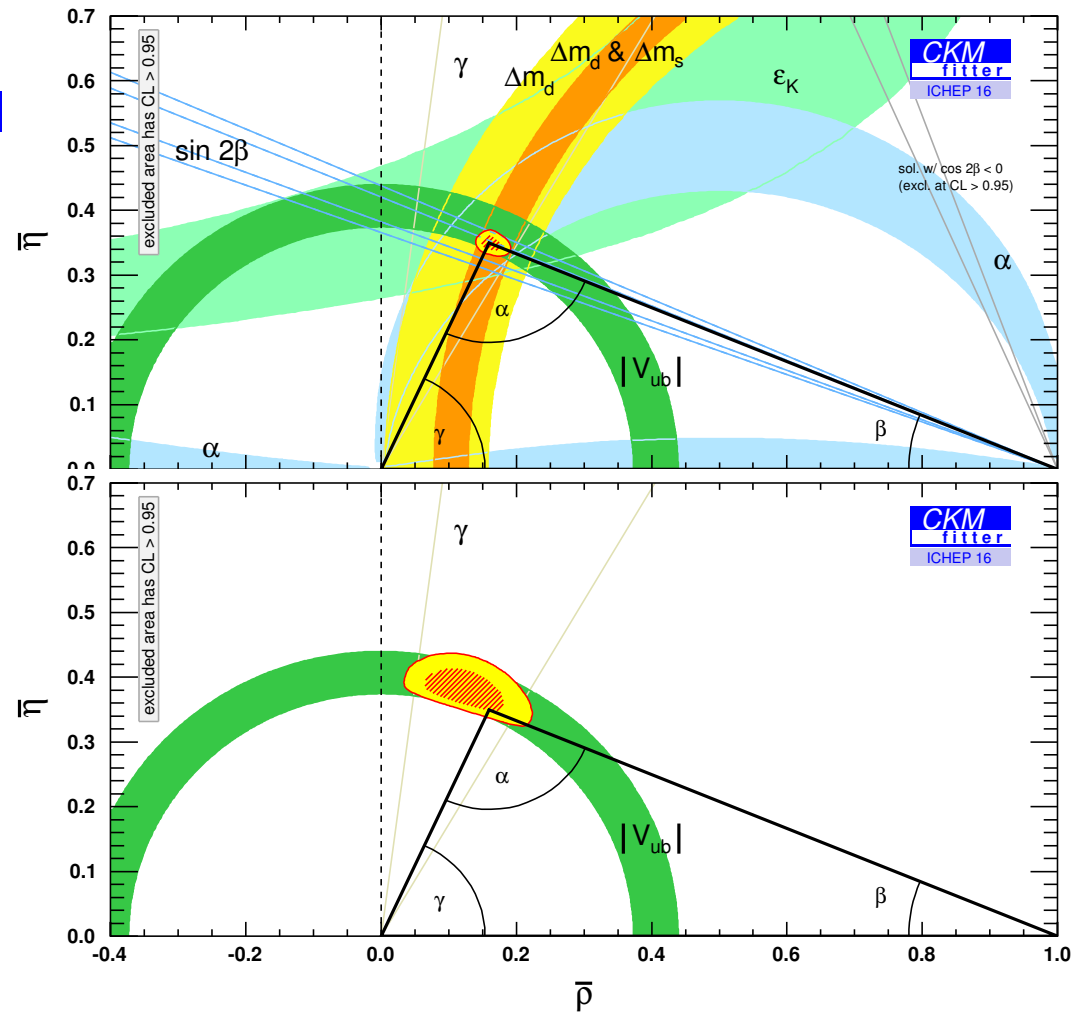 0.7
0.6
0.5
0.4
0.3
0.2
0.1
0.0
η̅
excluded area has CL > 0.95
γ
Δm_d
Δm_d & Δm_s
ε_K
CKM
fitter
ICHEP 16
sin 2β
sol. w/ cos 2β < 0
(excl. at CL > 0.95)
α
α
|V_ub|
γ
β
α
0.7
0.6
0.5
0.4
0.3
0.2
0.1
0.0
η̅
excluded area has CL > 0.95
γ
CKM
fitter
ICHEP 16
α
|V_ub|
γ
β
-0.4 -0.2 0.0 0.2 0.4 0.6 0.8 1.0
ρ̅